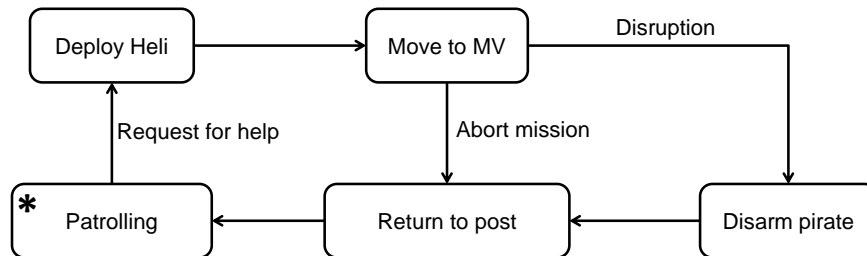 Deploy Heli
Move to MV
Disruption
Request for help
Abort mission
* Patrolling
Return to post
Disarm pirate